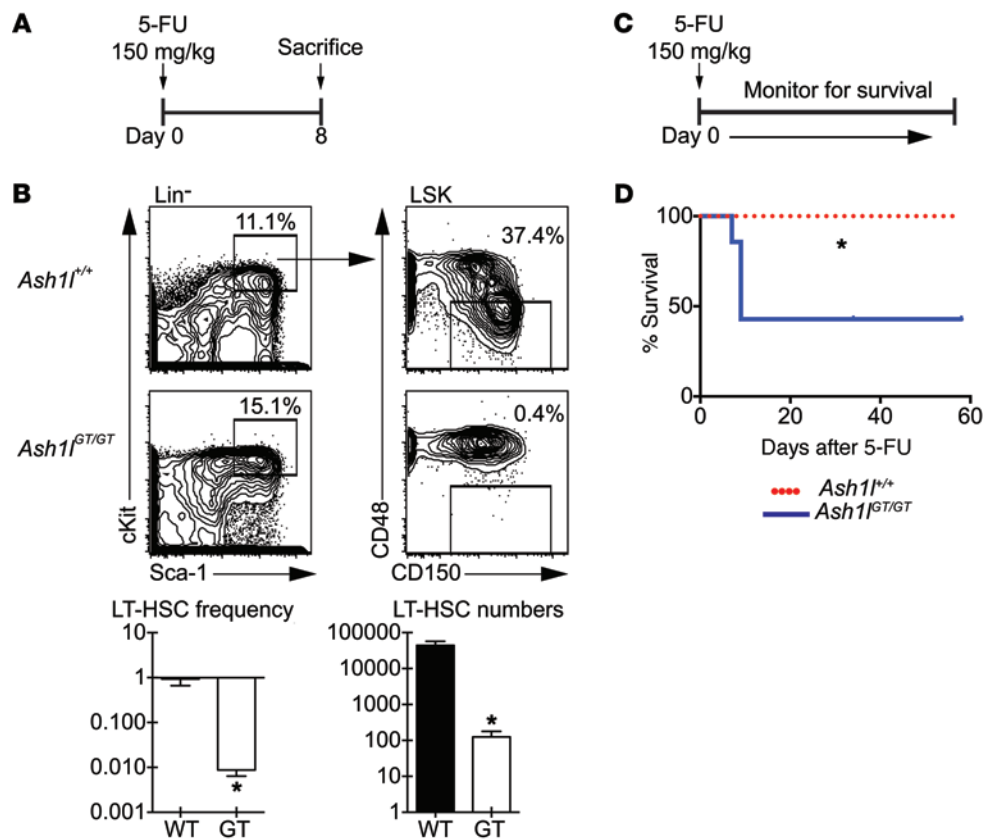 A
5-FU
150 mg/kg
Sacrifice
Day 0
8
B
Lin⁻
LSK
Ash1l+/+
11.1%
37.4%
Ash1lGT/GT
15.1%
0.4%
cKit
Sca-1
CD48
CD150
LT-HSC frequency
10
1
0.100
0.010
0.001
*
WT
GT
LT-HSC numbers
100000
10000
1000
100
10
1
*
WT
GT
C
5-FU
150 mg/kg
Monitor for survival
Day 0
D
% Survival
100
50
0
*
0
20
40
60
Days after 5-FU
Ash1l+/+
Ash1lGT/GT